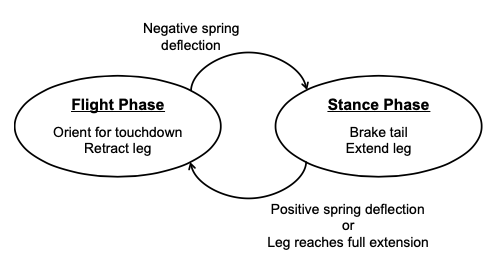 Negative spring
deflection
Flight Phase
Orient for touchdown
Retract leg
Stance Phase
Brake tail
Extend leg
Positive spring deflection
or
Leg reaches full extension